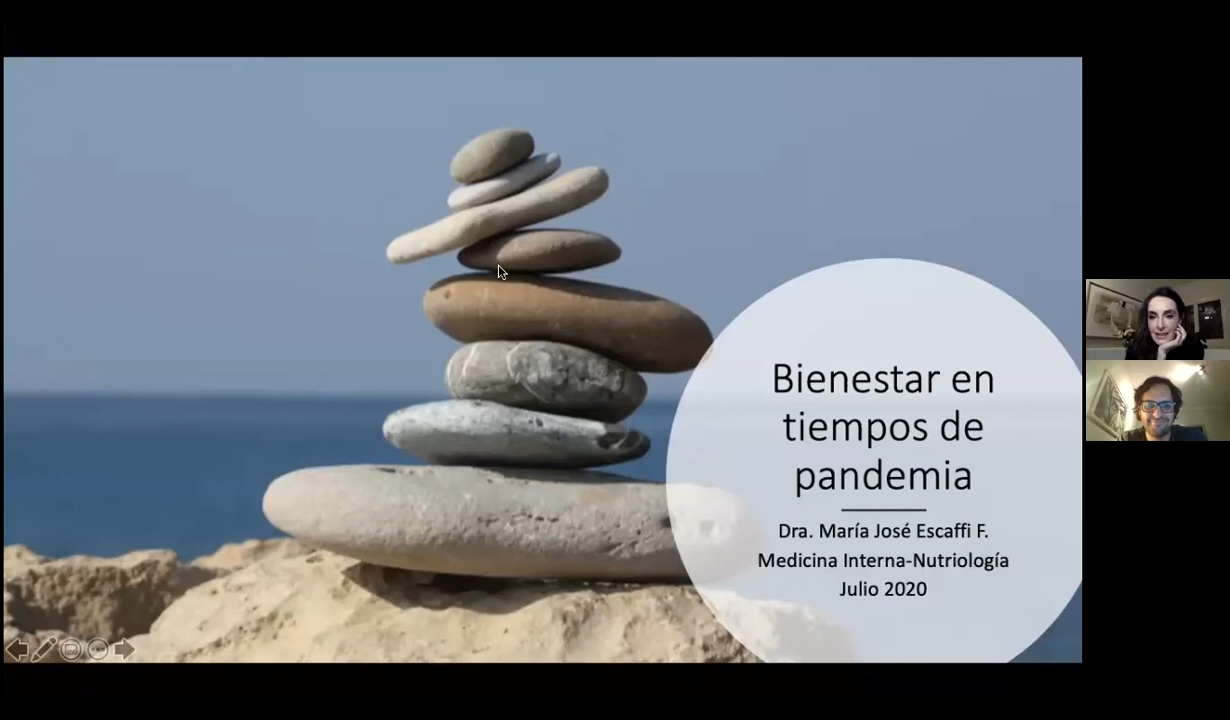 Bienestar en
tiempos de
pandemia
Dra. María José Escaffi F.
Medicina Interna-Nutriología
Julio 2020